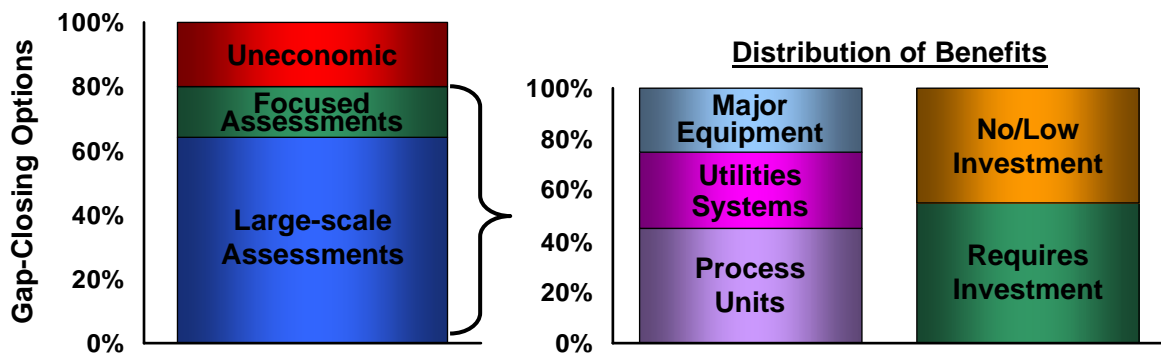 Gap-Closing Options
100%
80%
60%
40%
20%
0%
Uneconomic
Focused
Assessments
Large-scale
Assessments
Distribution of Benefits
100%
80%
60%
40%
20%
0%
Major
Equipment
Utilities
Systems
Process
Units
No/Low
Investment
Requires
Investment